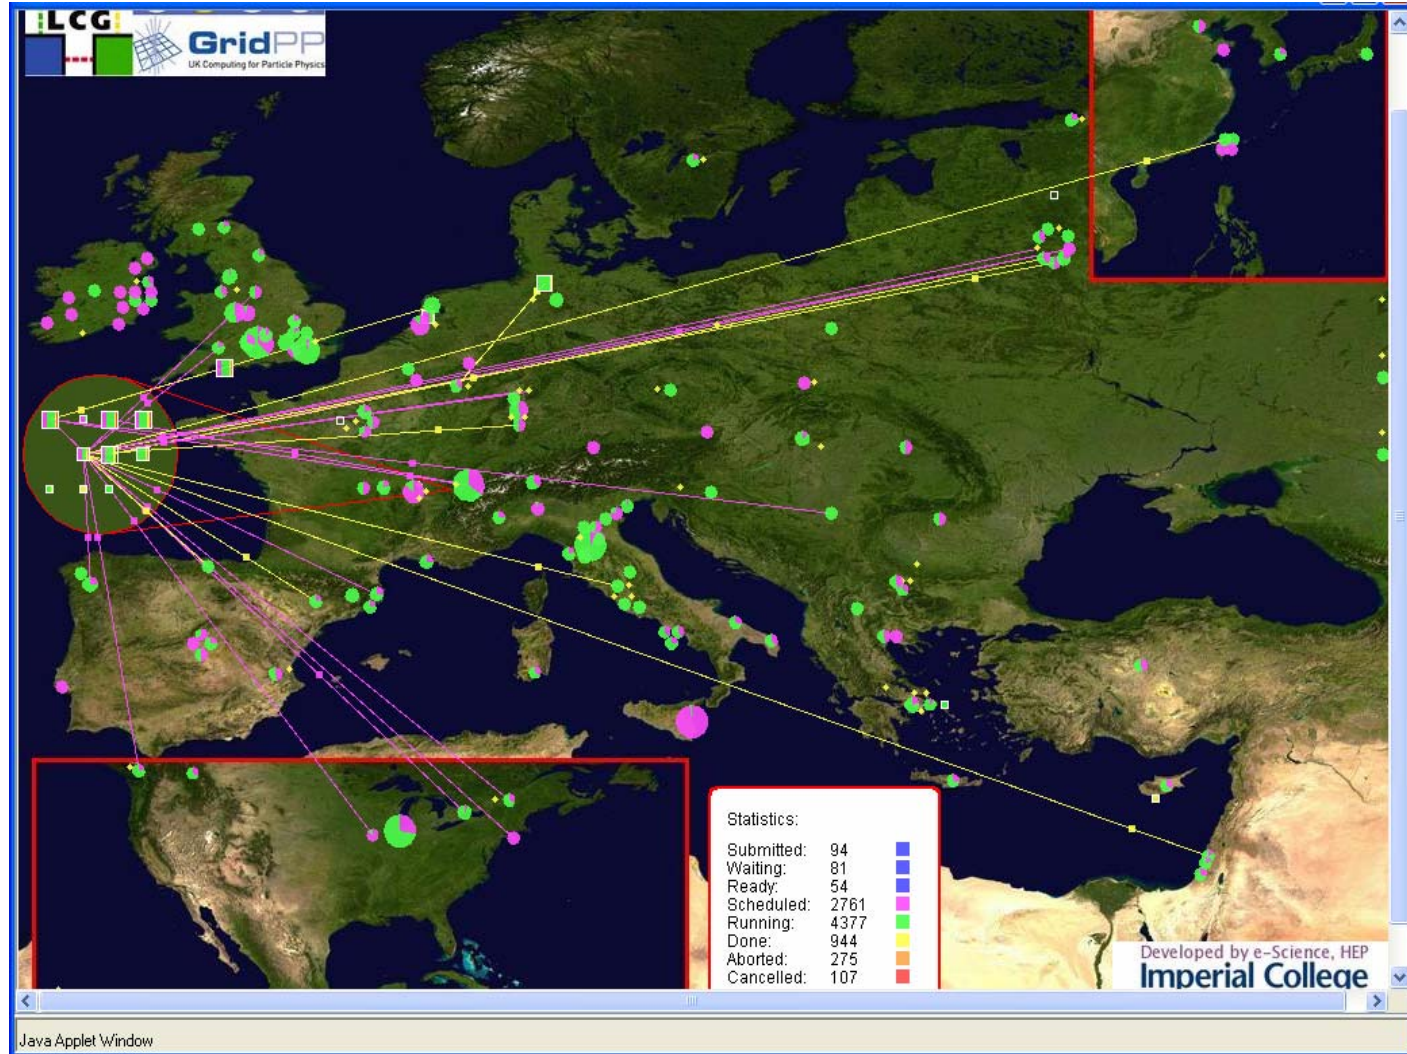 LCG
GridPP
UK Computing for Particle Physics
Statistics:
Submitted: 94
Waiting: 81
Ready: 54
Scheduled: 2761
Running: 4377
Done: 944
Aborted: 275
Cancelled: 107
Developed by e-Science, HEP
Imperial College
Java Applet Window